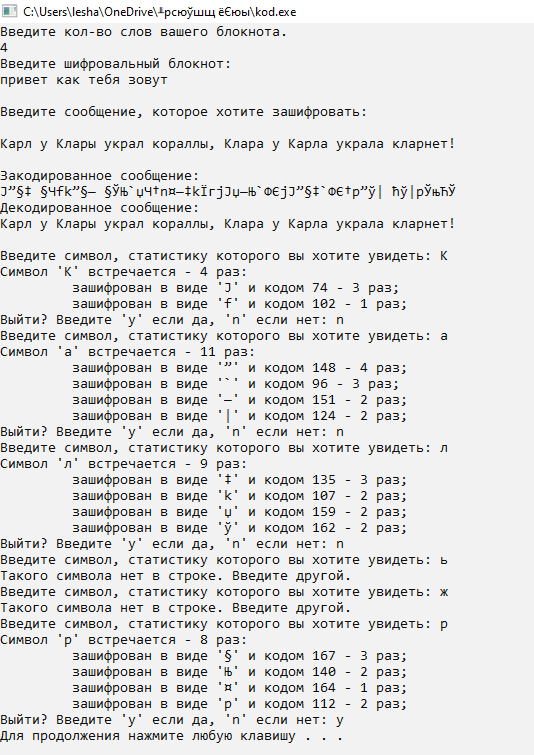 C:\Users\lesha\OneDrive\╨рсюўшщ ёЄюы\kod.exe
Введите кол-во слов вашего блокнота.
4
Введите шифровальный блокнот:
привет как тебя зовут
Введите сообщение, которое хотите зашифровать:
Карл у Клары украл кораллы, Клара у Карла украла кларнет!
Закодированное сообщение:
Декодированное сообщение:
Карл у Клары украл кораллы, Клара у Карла украла кларнет!
Введите символ, статистику которого вы хотите увидеть: К
Символ 'К' встречается - 4 раз:
зашифрован в виде 'J' и кодом 74 - 3 раз;
зашифрован в виде 'f' и кодом 102 - 1 раз;
Выйти? Введите 'y' если да, 'n' если нет: n
Введите символ, статистику которого вы хотите увидеть: а
Символ 'а' встречается - 11 раз:
зашифрован в виде '”' и кодом 148 - 4 раз;
зашифрован в виде '`' и кодом 96 - 3 раз;
зашифрован в виде '—' и кодом 151 - 2 раз;
зашифрован в виде '|' и кодом 124 - 2 раз;
Выйти? Введите 'y' если да, 'n' если нет: n
Введите символ, статистику которого вы хотите увидеть: л
Символ 'л' встречается - 9 раз:
зашифрован в виде '‡' и кодом 135 - 3 раз;
зашифрован в виде 'k' и кодом 107 - 2 раз;
зашифрован в виде 'џ' и кодом 159 - 2 раз;
зашифрован в виде 'ў' и кодом 162 - 2 раз;
Выйти? Введите 'y' если да, 'n' если нет: n
Введите символ, статистику которого вы хотите увидеть: ь
Такого символа нет в строке. Введите другой.
Введите символ, статистику которого вы хотите увидеть: ж
Такого символа нет в строке. Введите другой.
Введите символ, статистику которого вы хотите увидеть: р
Символ 'р' встречается - 8 раз:
зашифрован в виде '§' и кодом 167 - 3 раз;
зашифрован в виде 'Њ' и кодом 140 - 2 раз;
зашифрован в виде '¤' и кодом 164 - 1 раз;
зашифрован в виде 'p' и кодом 112 - 2 раз;
Выйти? Введите 'y' если да, 'n' если нет: y
Для продолжения нажмите любую клавишу . . .